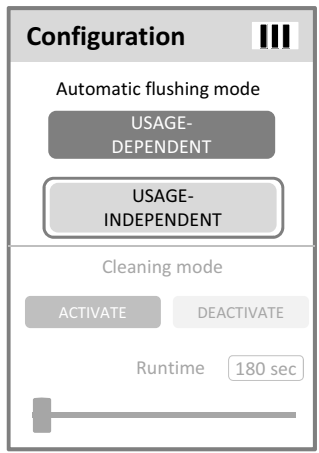 Configuration
Automatic flushing mode
USAGE-
DEPENDENT
USAGE-
INDEPENDENT
Cleaning mode
ACTIVATE DEACTIVATE
Runtime 180 sec